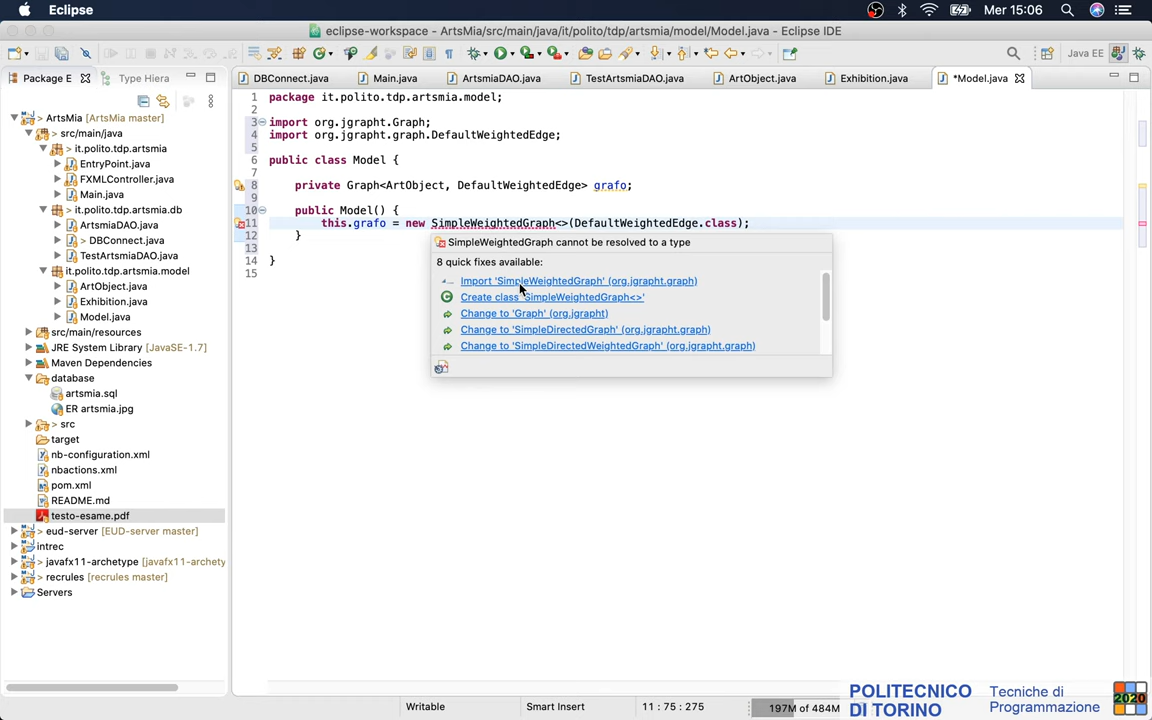 Eclipse
Mer 15:06
eclipse-workspace - ArtsMia/src/main/java/it/polito/tdp/artsmia/model/Model.java - Eclipse IDE
Java EE
Package E
Type Hiera
DBConnect.java
Main.java
ArtsmiaDAO.java
TestArtsmiaDAO.java
ArtObject.java
Exhibition.java
*Model.java
> ArtsMia [ArtsMia master]
> src/main/java
> it.polito.tdp.artsmia
EntryPoint.java
FXMLController.java
Main.java
> it.polito.tdp.artsmia.db
ArtsmiaDAO.java
> DBConnect.java
TestArtsmiaDAO.java
it.polito.tdp.artsmia.model
ArtObject.java
Exhibition.java
Model.java
src/main/resources
JRE System Library [JavaSE-1.7]
Maven Dependencies
database
artsmia.sql
ER artsmia.jpg
> src
target
nb-configuration.xml
nbactions.xml
pom.xml
README.md
testo-esame.pdf
> eud-server [EUD-server master]
intrec
> javafx11-archetype [javafx11-archety
> recrules [recrules master]
Servers
1 package it.polito.tdp.artsmia.model;
2
3 import org.jgrapht.Graph;
4 import org.jgrapht.graph.DefaultWeightedEdge;
5
6 public class Model {
7
8 private Graph<ArtObject, DefaultWeightedEdge> grafo;
9
10 public Model() {
11 this.grafo = new SimpleWeightedGraph<>(DefaultWeightedEdge.class);
12 }
13
14 }
15
SimpleWeightedGraph cannot be resolved to a type
8 quick fixes available:
Import 'SimpleWeightedGraph' (org.jgrapht.graph)
Create class 'SimpleWeightedGraph<>'
Change to 'Graph' (org.jgrapht)
Change to 'SimpleDirectedGraph' (org.jgrapht.graph)
Change to 'SimpleDirectedWeightedGraph' (org.jgrapht.graph)
Writable
Smart Insert
11 : 75 : 275
197M of 484M
POLITECNICO
DI TORINO
Tecniche di
Programmazione
2020